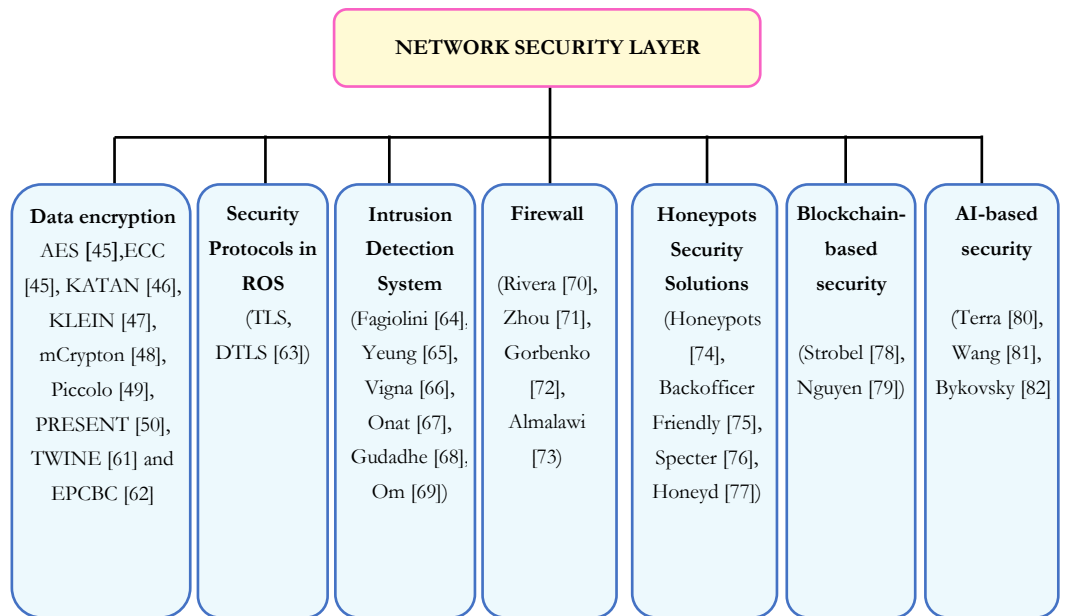 NETWORK SECURITY LAYER
Data encryption
AES [45],ECC
[45], KATAN [46],
KLEIN [47],
mCrypton [48],
Piccolo [49],
PRESENT [50],
TWINE [61] and
EPCBC [62]
Security
Protocols in
ROS
(TLS,
DTLS [63])
Intrusion
Detection
System
(Fagiolini [64],
Yeung [65],
Vigna [66],
Onat [67],
Gudadhe [68],
Om [69])
Firewall
(Rivera [70],
Zhou [71],
Gorbenko
[72],
Almalawi
[73)
Honeypots
Security
Solutions
(Honeypots
[74],
Backofficer
Friendly [75],
Specter [76],
Honeyd [77])
Blockchain-
based
security
(Strobel [78],
Nguyen [79])
AI-based
security
(Terra [80],
Wang [81],
Bykovsky [82]